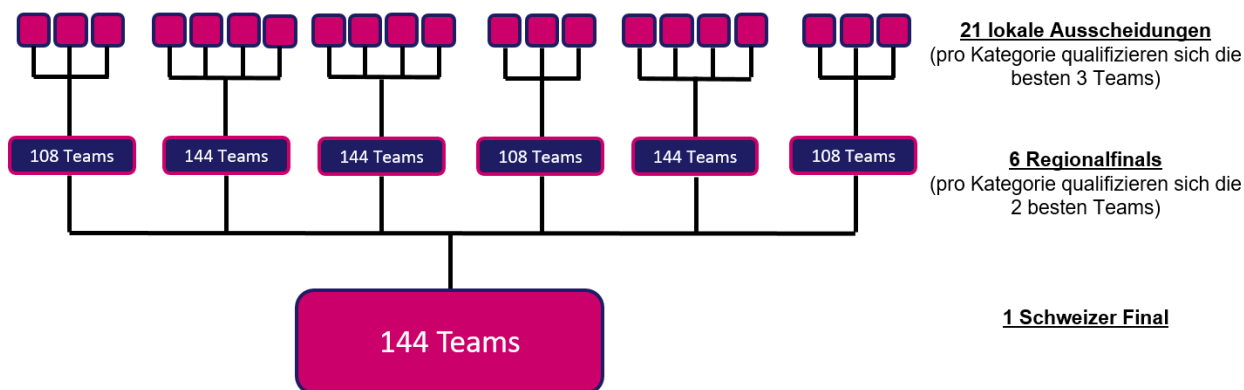 21 lokale Ausscheidungen
(pro Kategorie qualifizieren sich die
besten 3 Teams)
108 Teams
144 Teams
144 Teams
108 Teams
144 Teams
108 Teams
6 Regionalfinals
(pro Kategorie qualifizieren sich die
2 besten Teams)
144 Teams
1 Schweizer Final